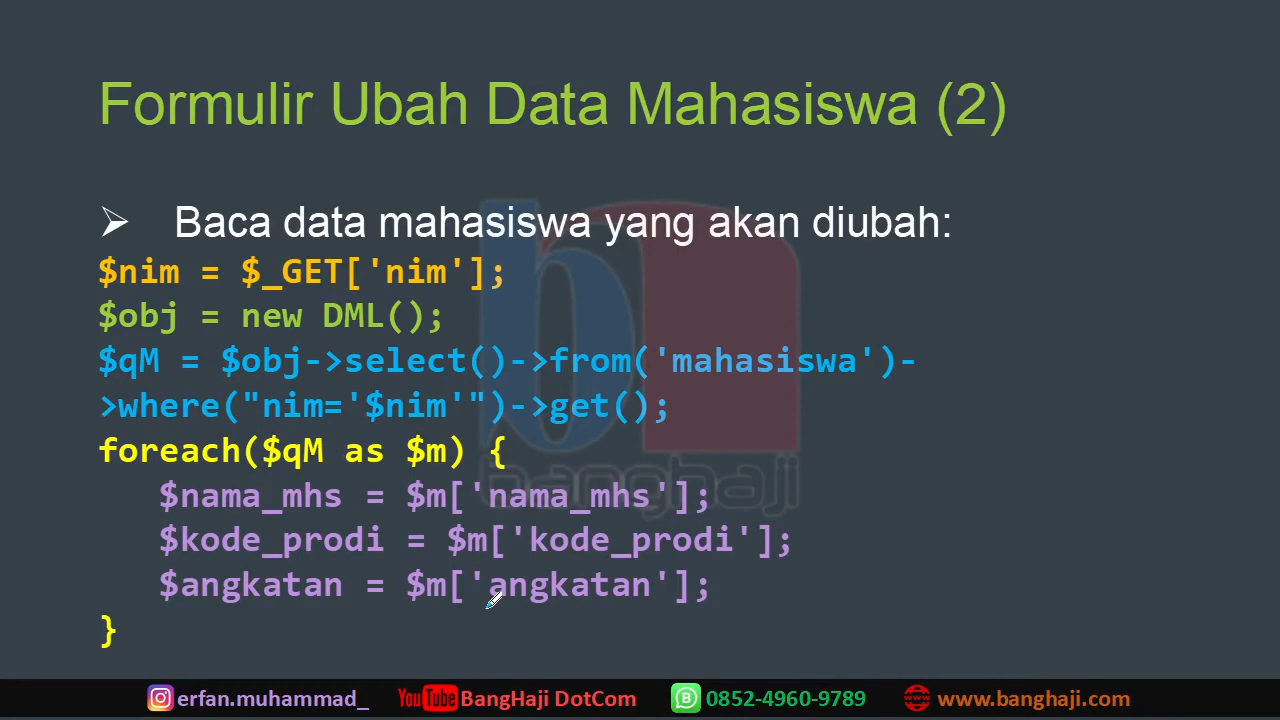 Formulir Ubah Data Mahasiswa (2)
➢ Baca data mahasiswa yang akan diubah:
$nim = $_GET['nim'];
$obj = new DML();
$qM = $obj->select()->from('mahasiswa')-
>where("nim='$nim'")->get();
foreach($qM as $m) {
$nama_mhs = $m['nama_mhs'];
$kode_prodi = $m['kode_prodi'];
$angkatan = $m['angkatan'];
}
banghaji
erfan.muhammad_ YouTube BangHaji DotCom 0852-4960-9789 www.banghaji.com